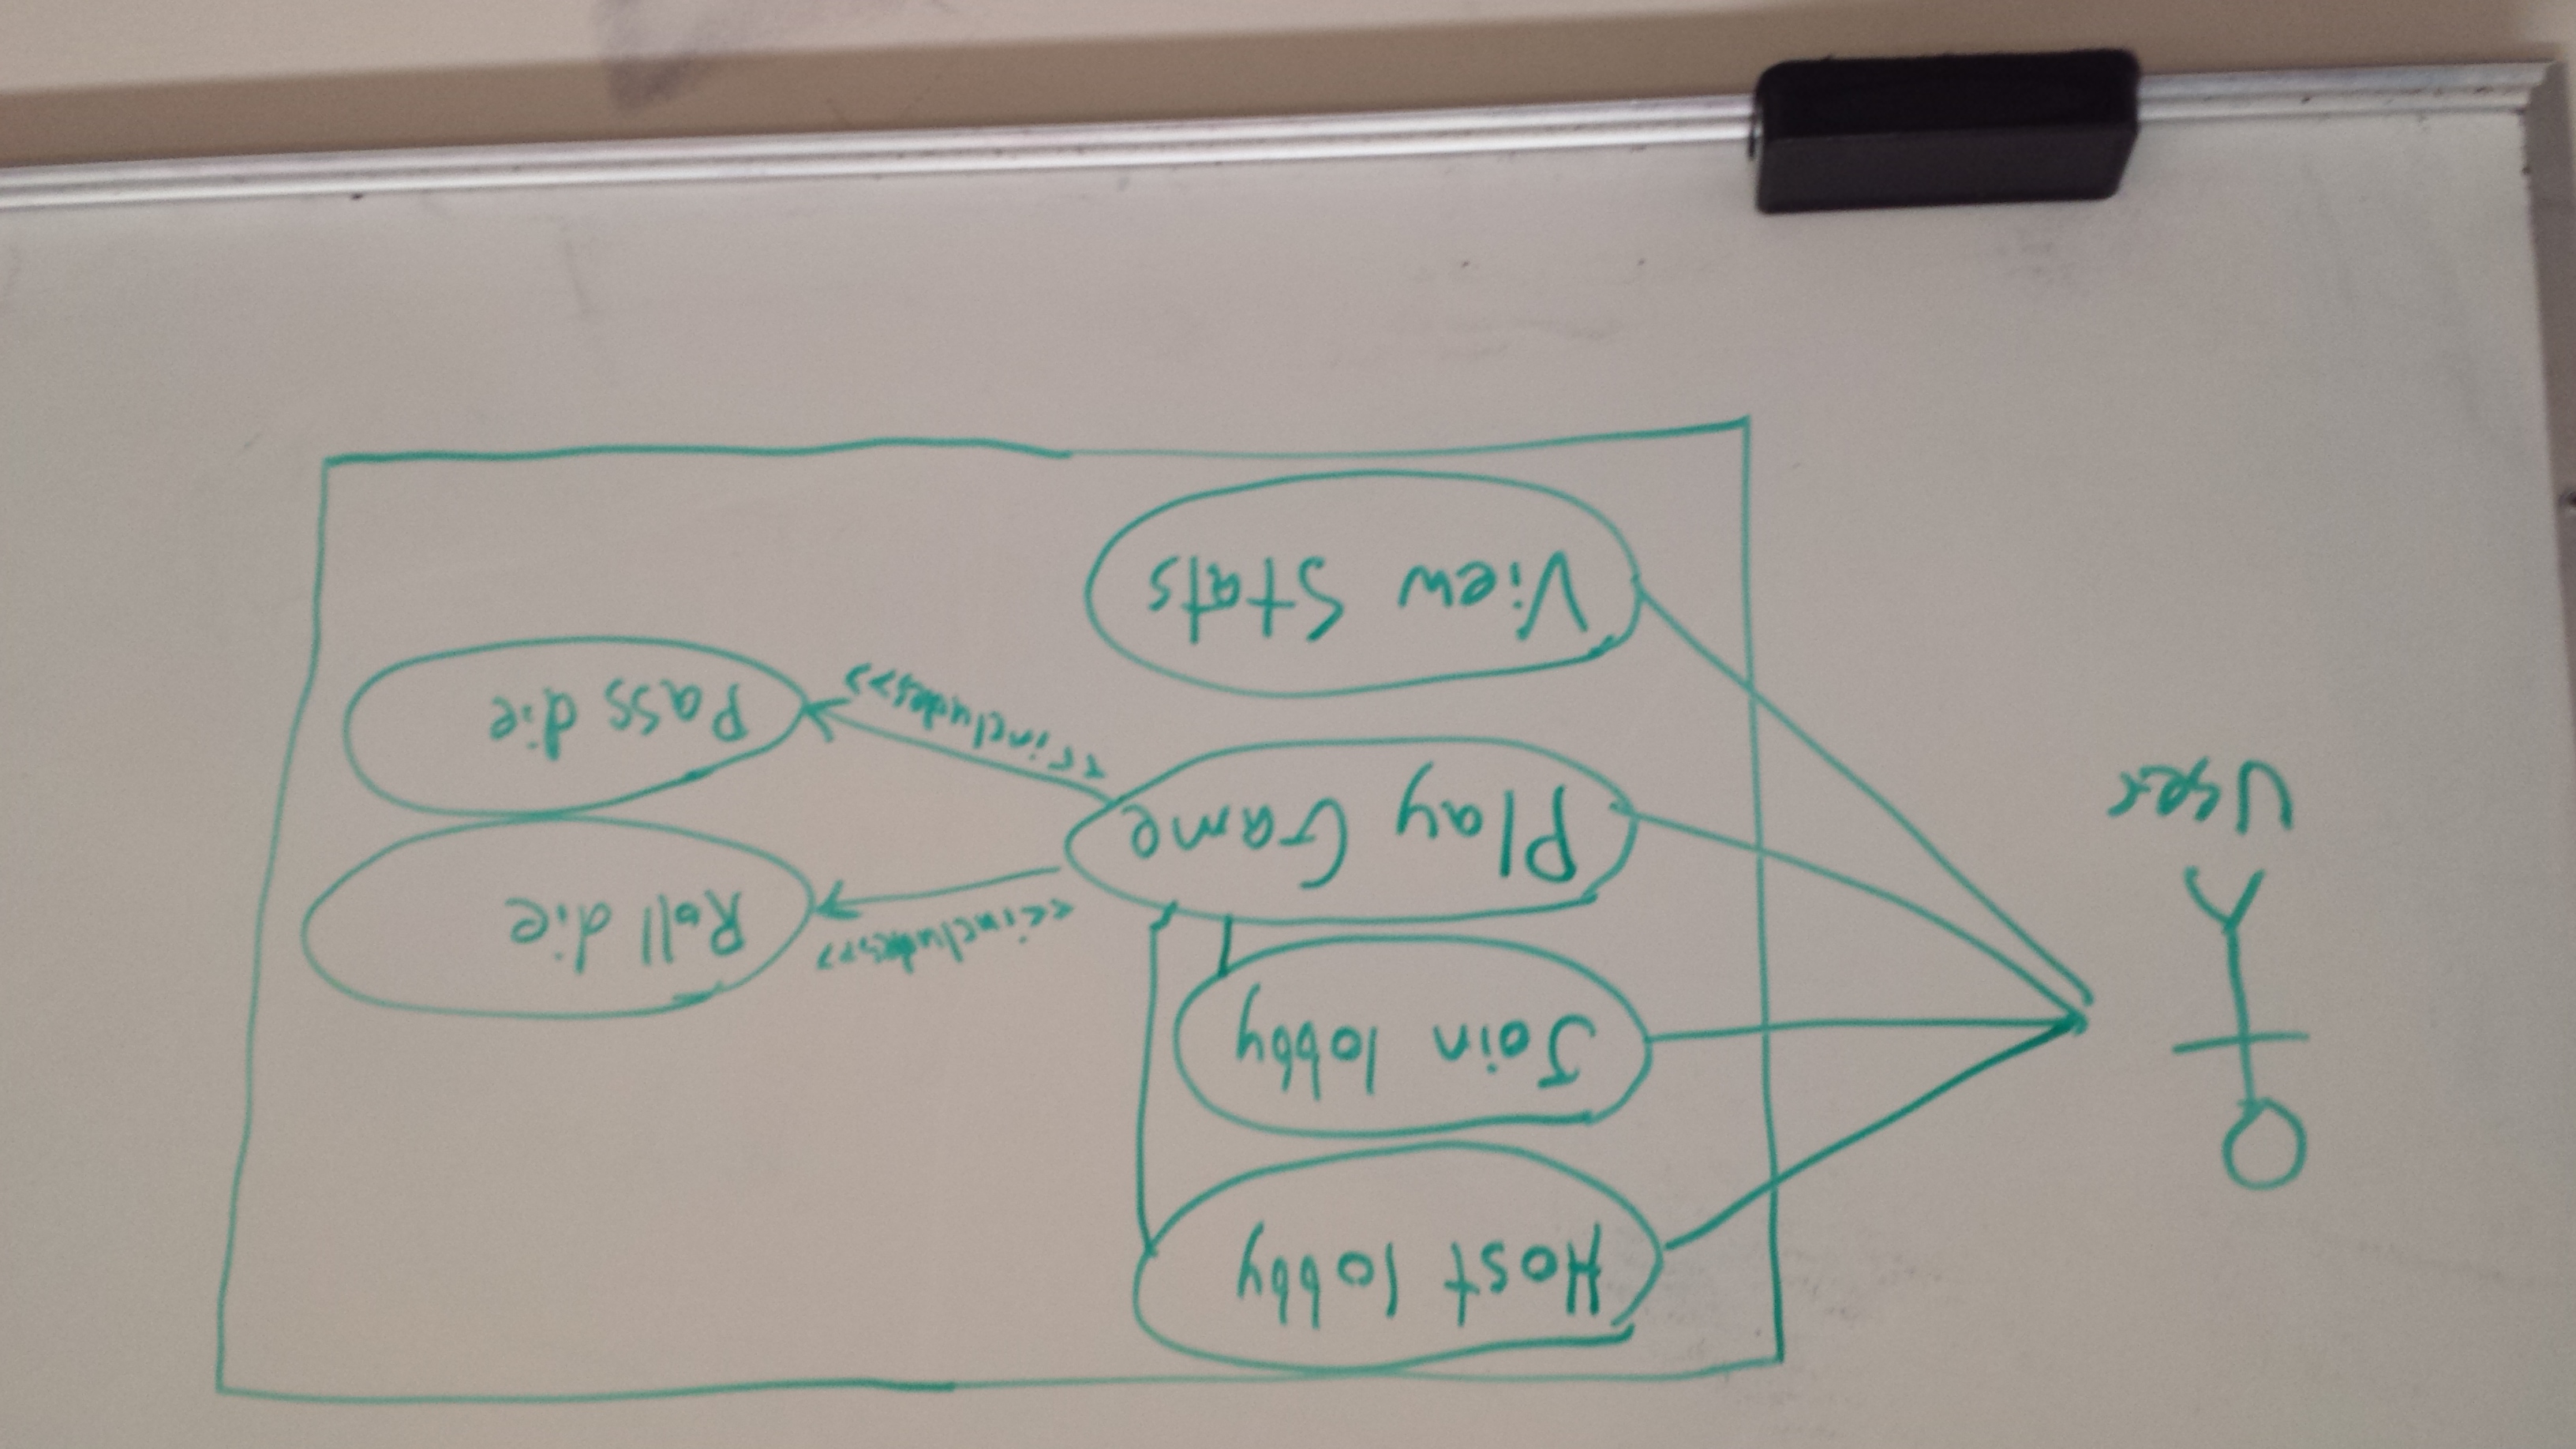 Host lobby
Join lobby
User
Play Game
<<includes>>
Roll die
<<includes>>
Pass die
View Stats